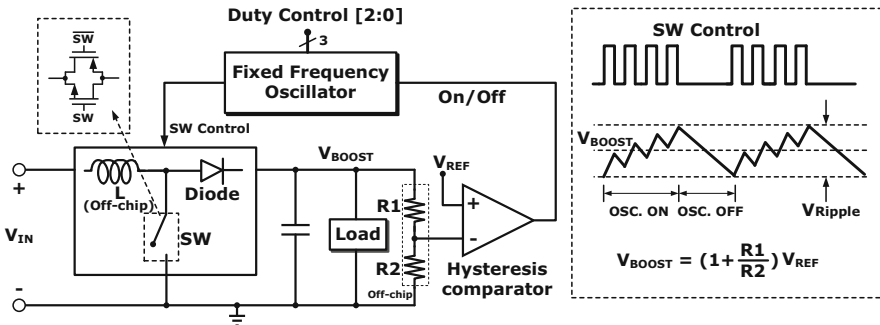 Duty Control [2:0]
3
Fixed Frequency
Oscillator
On/Off
SW
SW
SW Control
V_BOOST
V_REF
L
(Off-chip)
Diode
SW
+
V_IN
-
Load
R1
R2
Off-chip
+
-
Hysteresis
comparator
SW Control
V_BOOST
OSC. ON
OSC. OFF
V_Ripple
V_BOOST = (1+R1/R2)V_REF